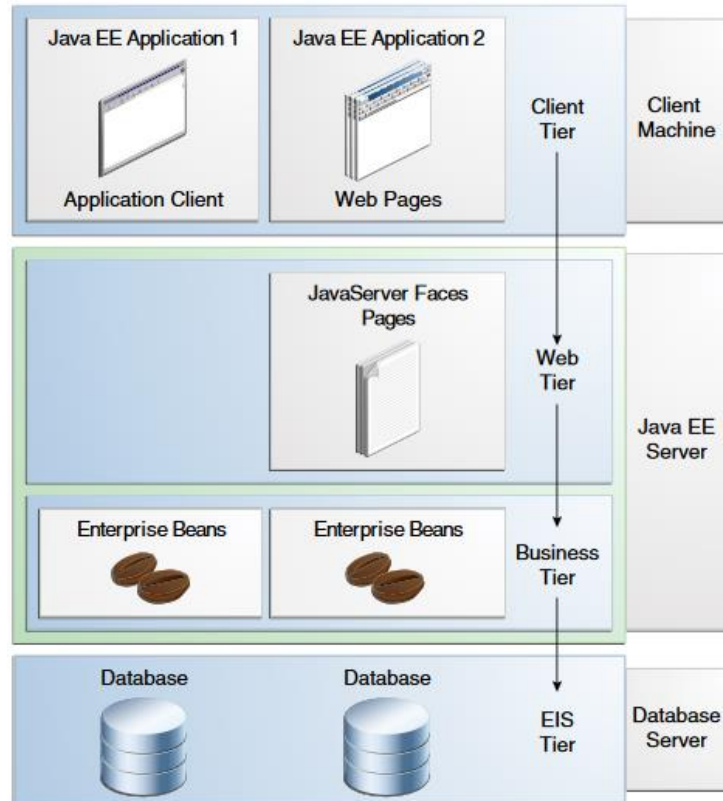 Java EE Application 1
Java EE Application 2
Application Client
Web Pages
Client
Tier
Client
Machine
JavaServer Faces
Pages
Web
Tier
Java EE
Server
Enterprise Beans
Enterprise Beans
Business
Tier
Database
Database
EIS
Tier
Database
Server